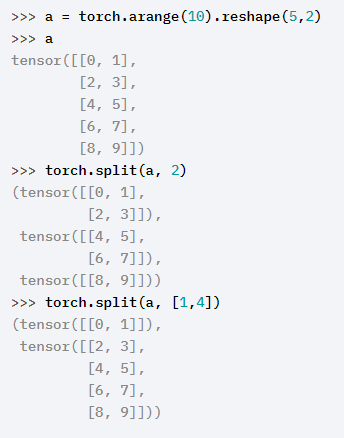 >>> a = torch.arange(10).reshape(5,2)
>>> a
tensor([[0, 1],
        [2, 3],
        [4, 5],
        [6, 7],
        [8, 9]])
>>> torch.split(a, 2)
(tensor([[0, 1],
         [2, 3]]),
 tensor([[4, 5],
         [6, 7]]),
 tensor([[8, 9]]))
>>> torch.split(a, [1,4])
(tensor([[0, 1]]),
 tensor([[2, 3],
         [4, 5],
         [6, 7],
         [8, 9]]))